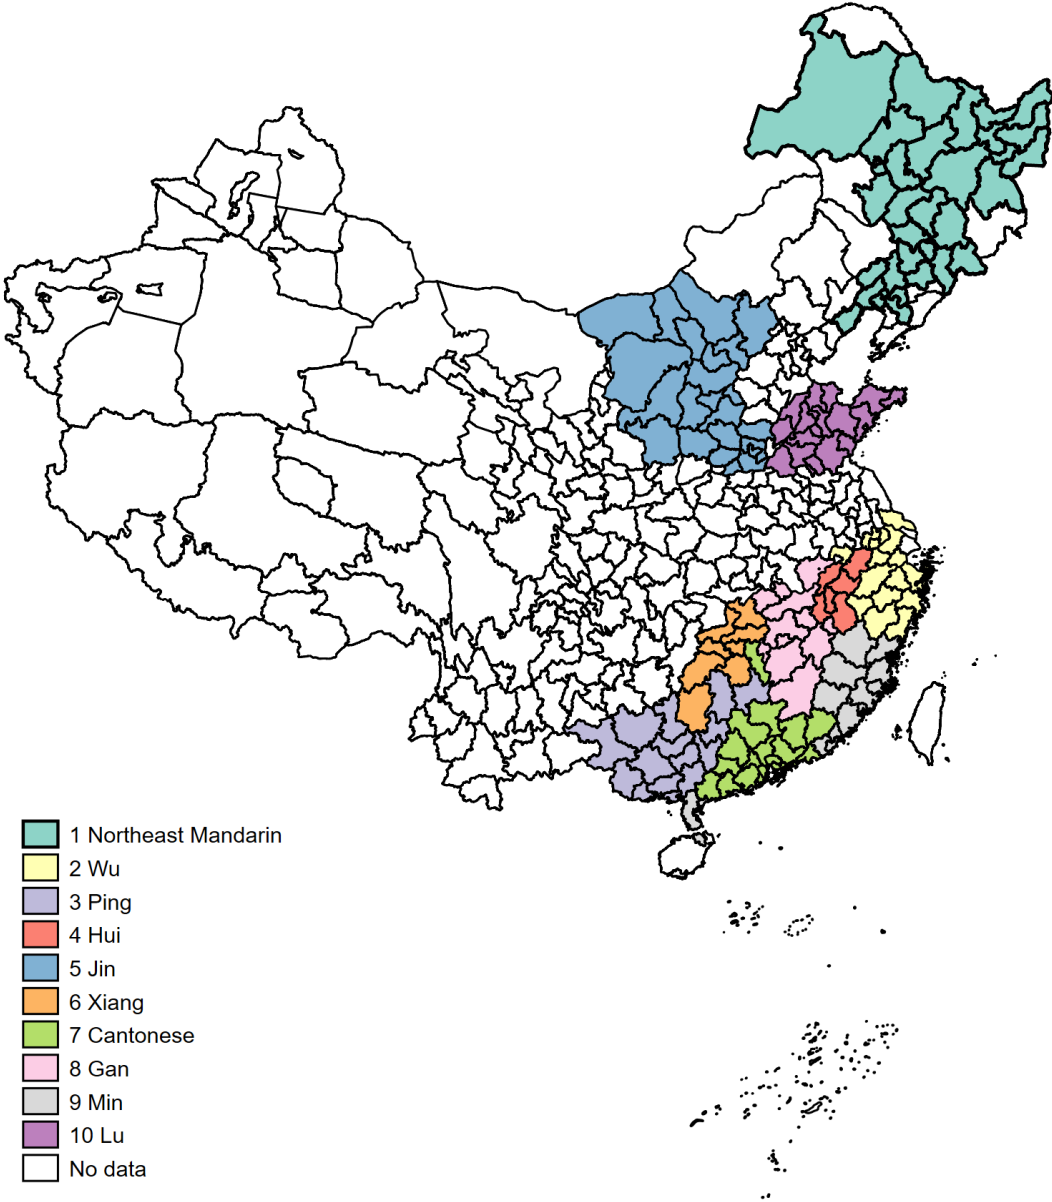 1 Northeast Mandarin
2 Wu
3 Ping
4 Hui
5 Jin
6 Xiang
7 Cantonese
8 Gan
9 Min
10 Lu
No data